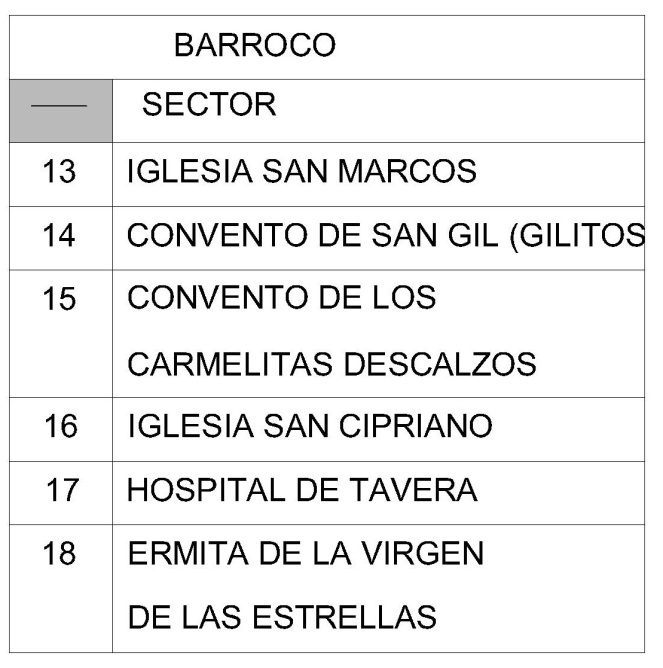 BARROCO
SECTOR
13 IGLESIA SAN MARCOS
14 CONVENTO DE SAN GIL (GILITOS
15 CONVENTO DE LOS
CARMELITAS DESCALZOS
16 IGLESIA SAN CIPRIANO
17 HOSPITAL DE TAVERA
18 ERMITA DE LA VIRGEN
DE LAS ESTRELLAS